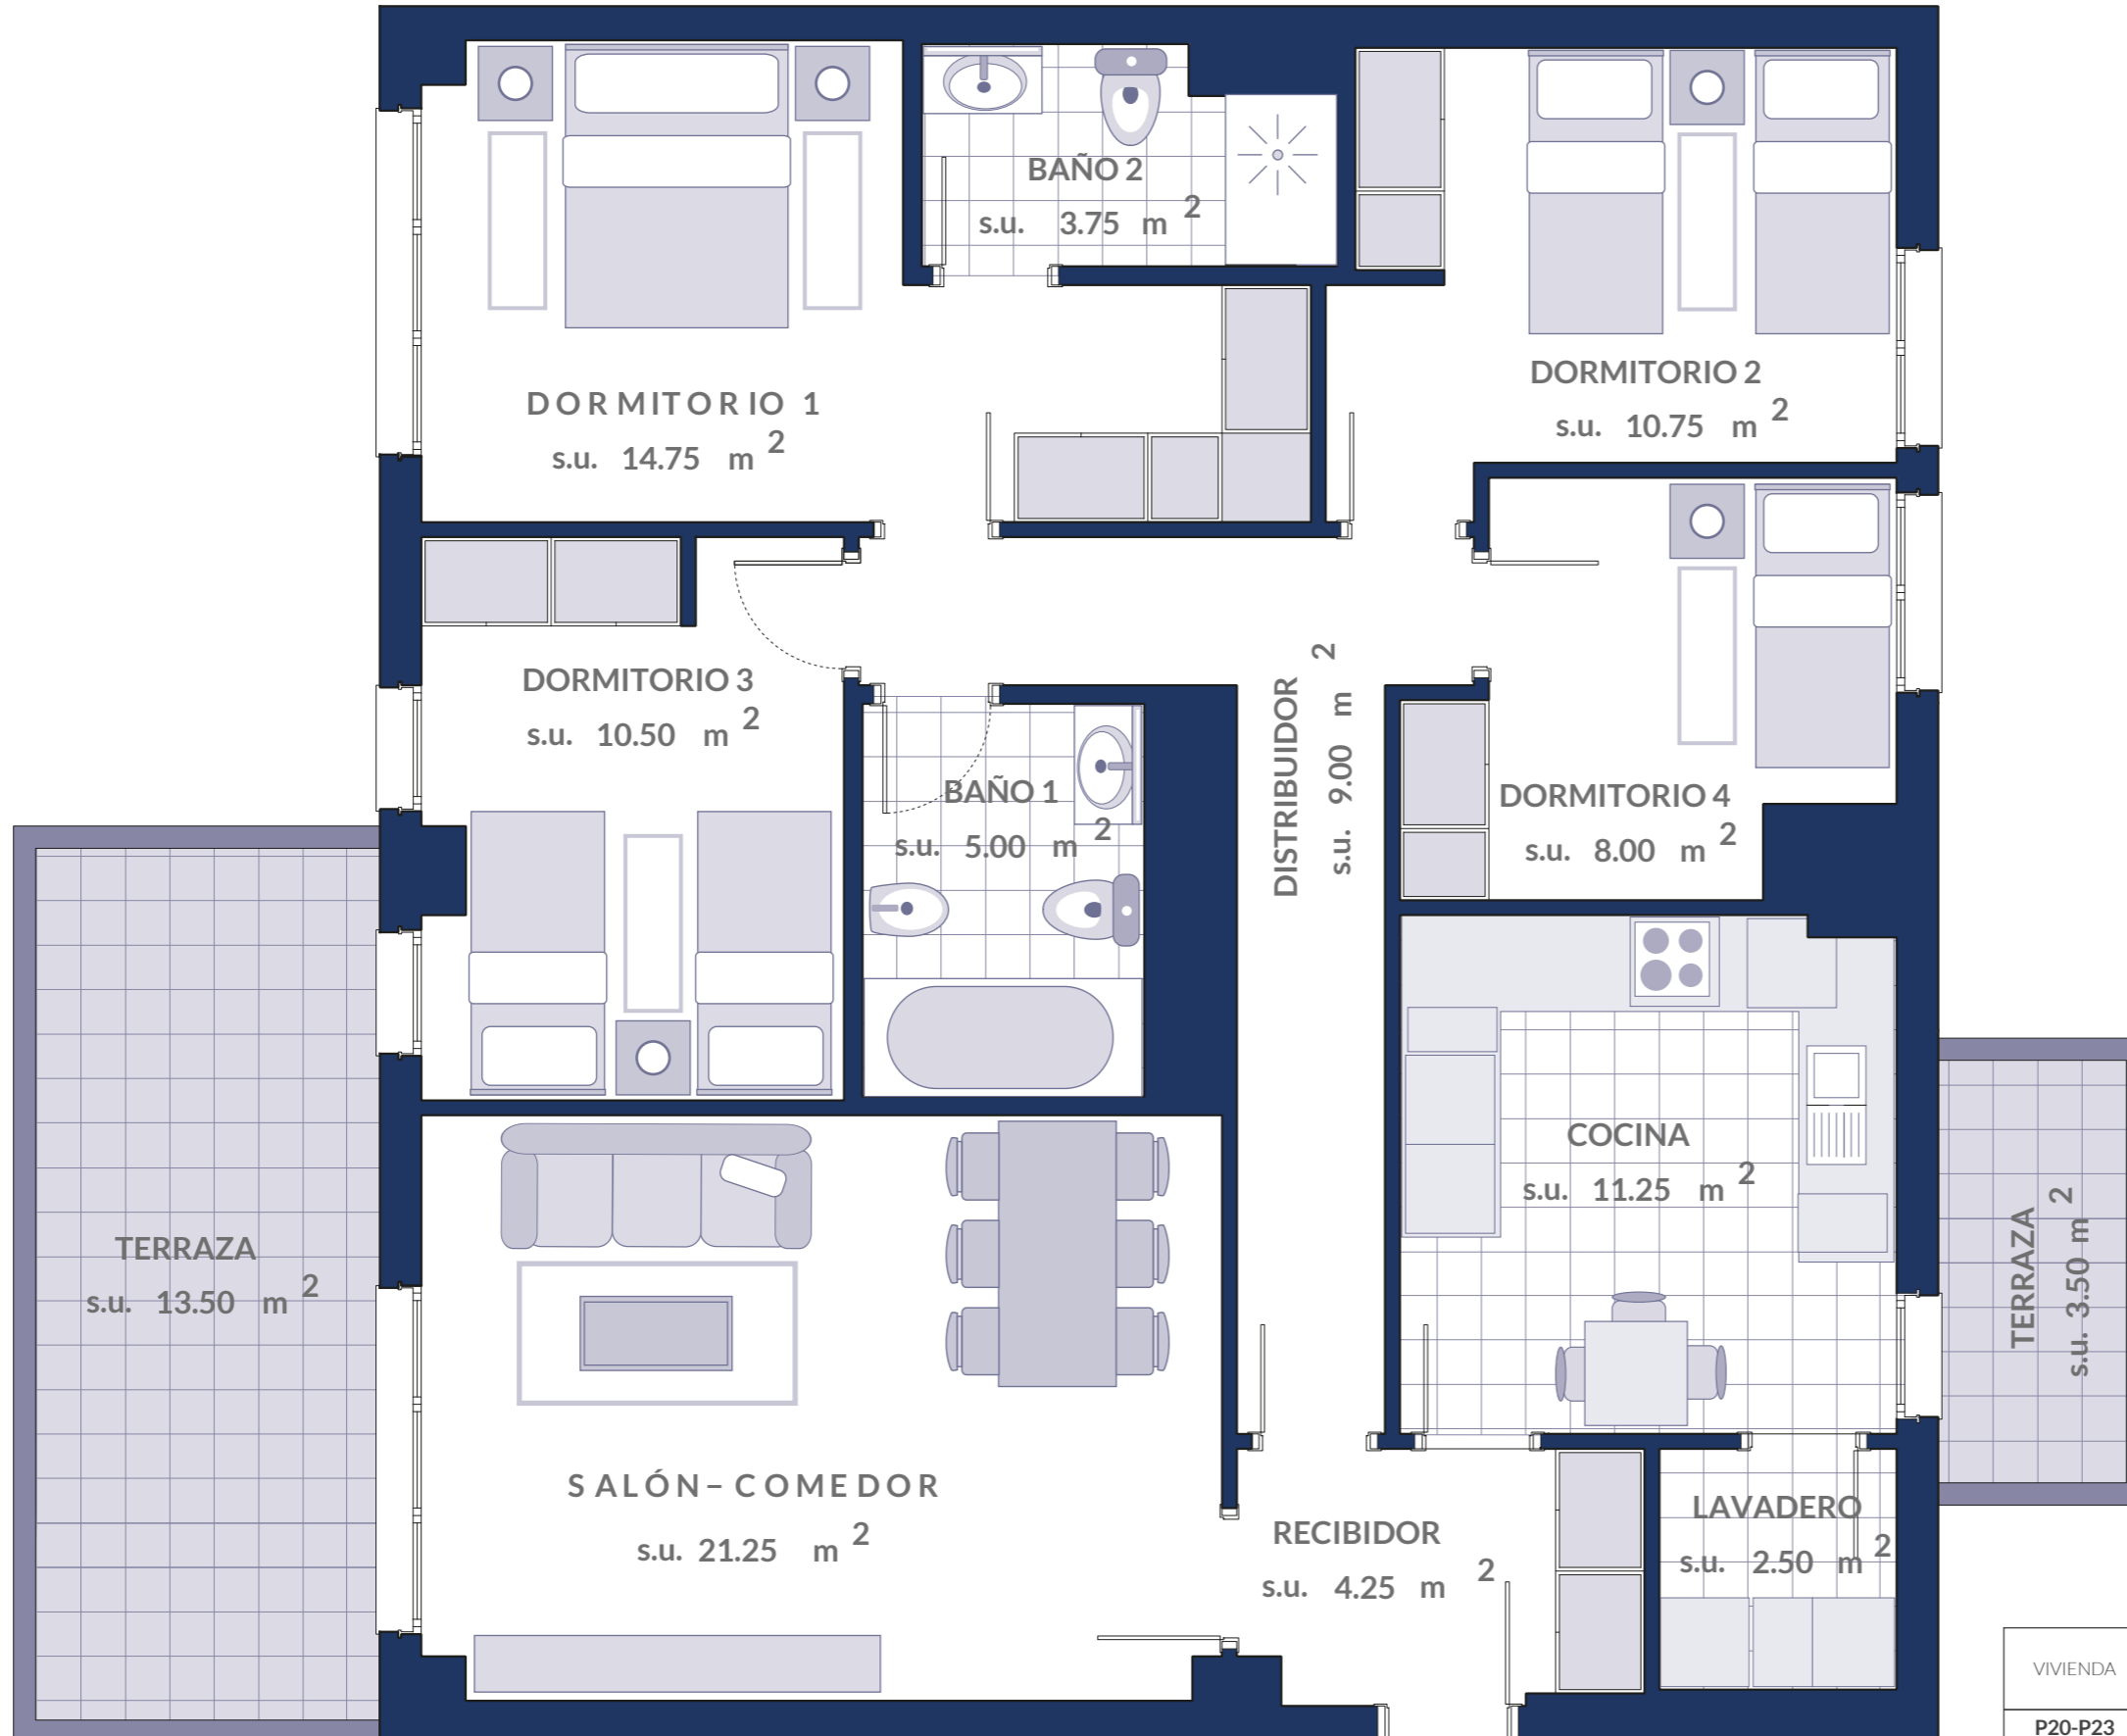 BAÑO 2
s.u. 3.75 m 2
DORMITORIO 1
s.u. 14.75 m 2
DORMITORIO 2
s.u. 10.75 m 2
DORMITORIO 3
s.u. 10.50 m 2
BAÑO 1
s.u. 5.00 m 2
DISTRIBUIDOR
s.u. 9.00 m 2
DORMITORIO 4
s.u. 8.00 m 2
COCINA
s.u. 11.25 m 2
TERRAZA
s.u. 13.50 m 2
TERRAZA
s.u. 3.50 m 2
SALÓN–COMEDOR
s.u. 21.25 m 2
RECIBIDOR
s.u. 4.25 m 2
LAVADERO
s.u. 2.50 m 2
VIVIENDA
P20-P23